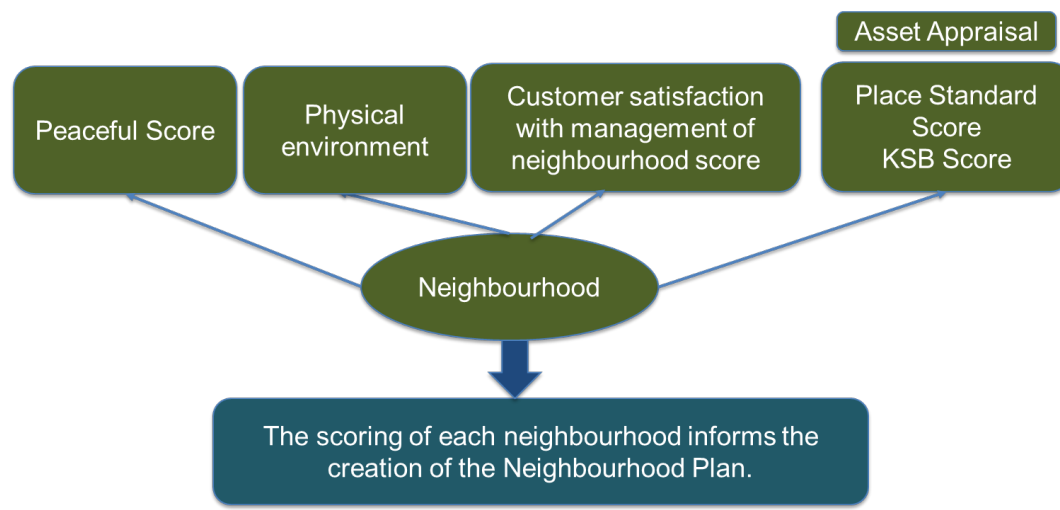 Asset Appraisal
Peaceful Score
Physical
environment
Customer satisfaction
with management of
neighbourhood score
Place Standard
Score
KSB Score
Neighbourhood
The scoring of each neighbourhood informs the
creation of the Neighbourhood Plan.